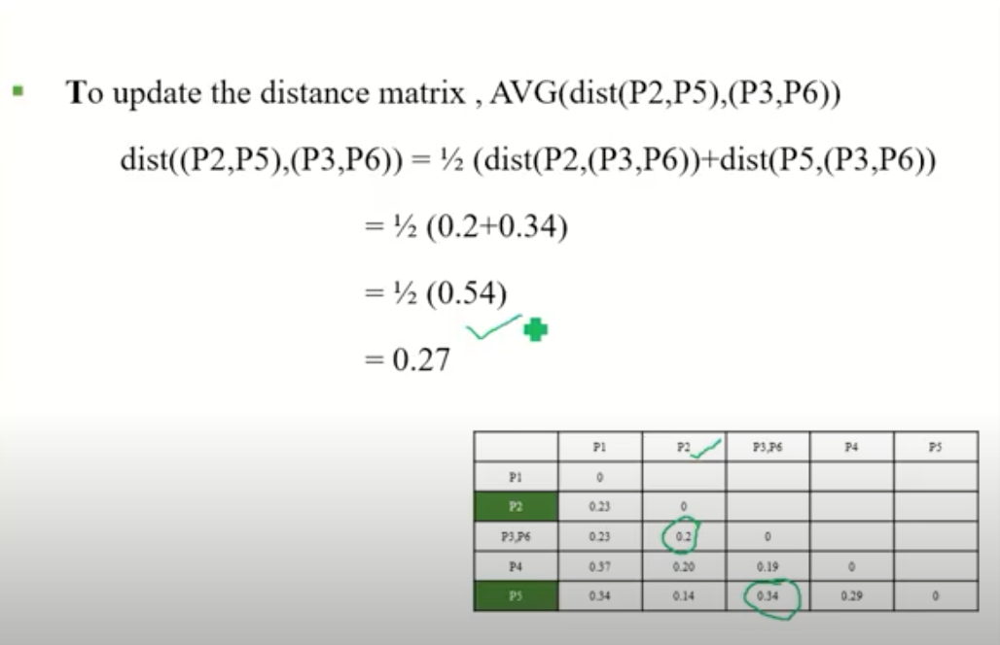 To update the distance matrix , AVG(dist(P2,P5),(P3,P6))
dist((P2,P5),(P3,P6)) = ½ (dist(P2,(P3,P6))+dist(P5,(P3,P6))
= ½ (0.2+0.34)
= ½ (0.54)
= 0.27
P1 P2 P3,P6 P4 P5
P1 0
P2 0.23 0
P3,P6 0.23 0.2 0
P4 0.37 0.20 0.19 0
P5 0.34 0.14 0.34 0.29 0